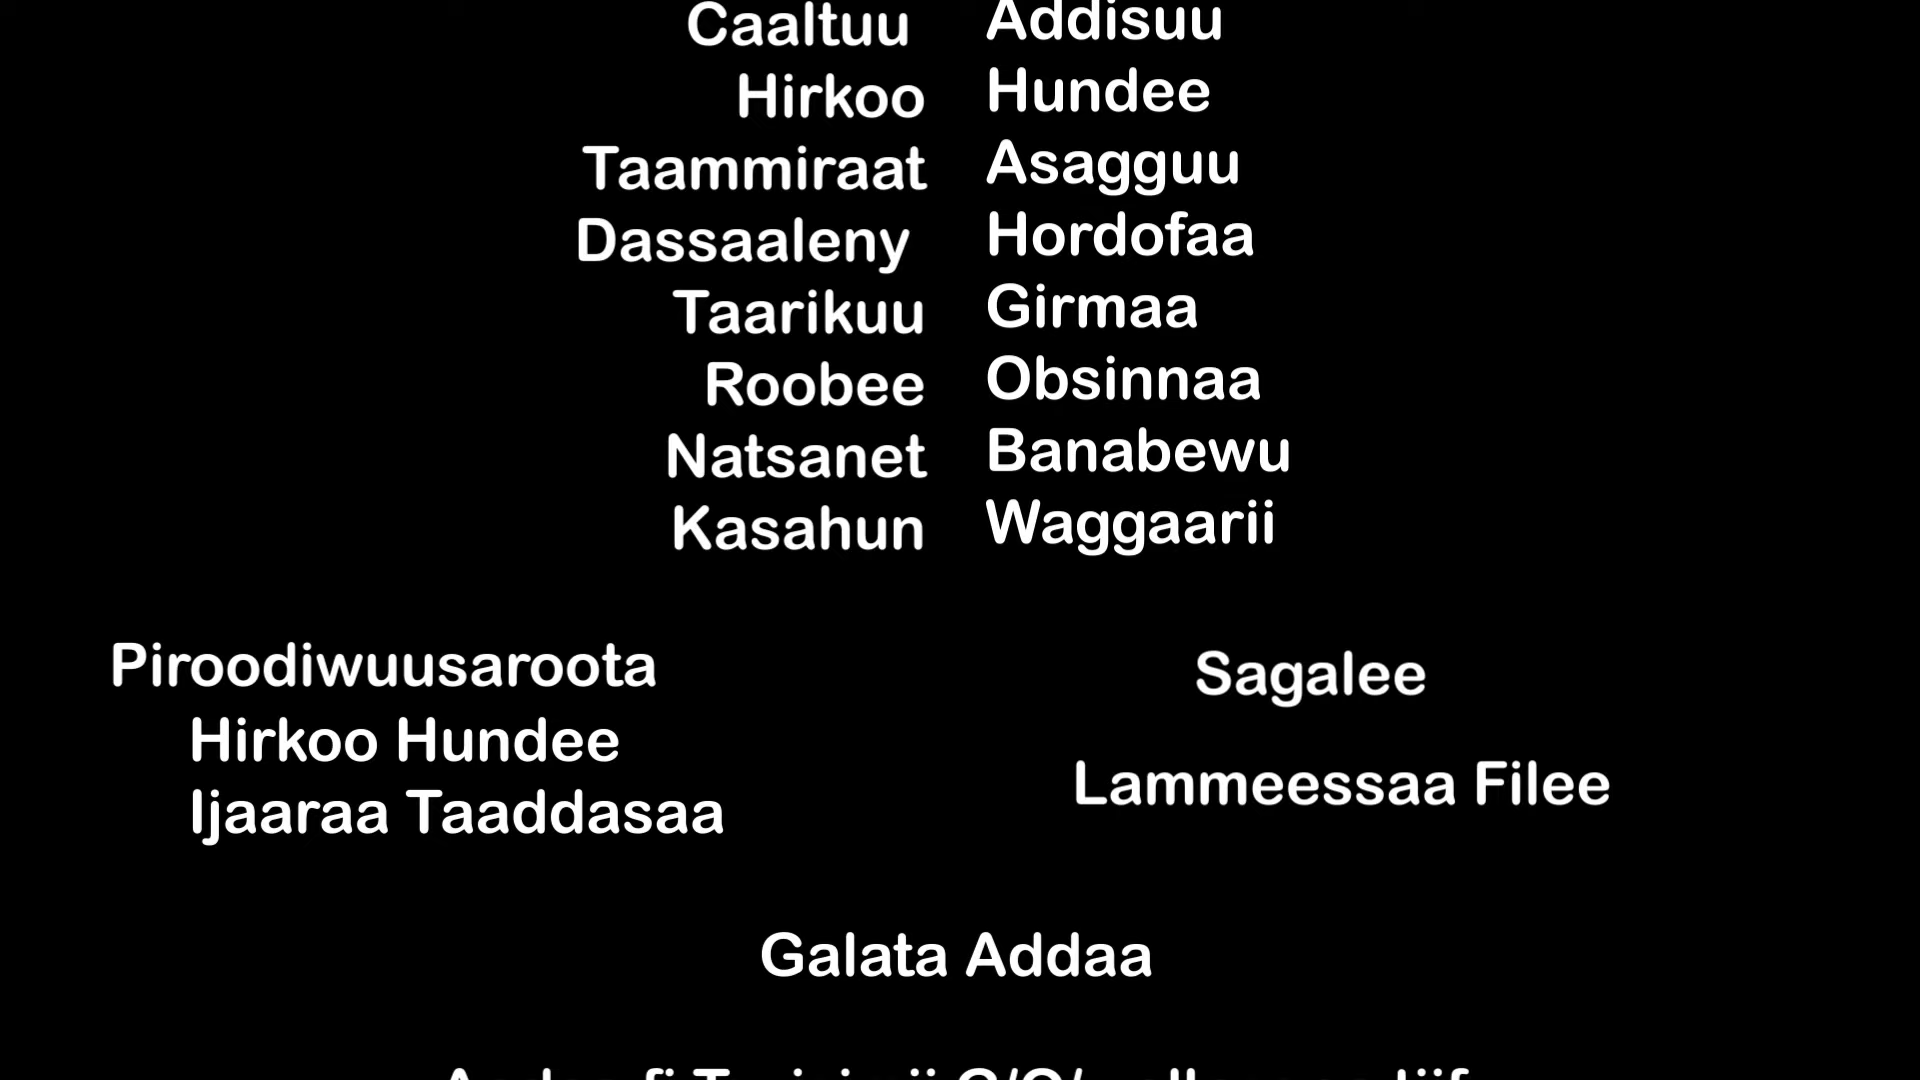 Caaltuu Addisuu
Hirkoo Hundee
Taammiraat Asagguu
Dassaaleny Hordofaa
Taarikuu Girmaa
Roobee Obsinnaa
Natsanet Banabewu
Kasahun Waggaarii
Piroodiwuusaroota
Hirkoo Hundee
Ijaaraa Taaddasaa
Sagalee
Lammeessaa Filee
Galata Addaa